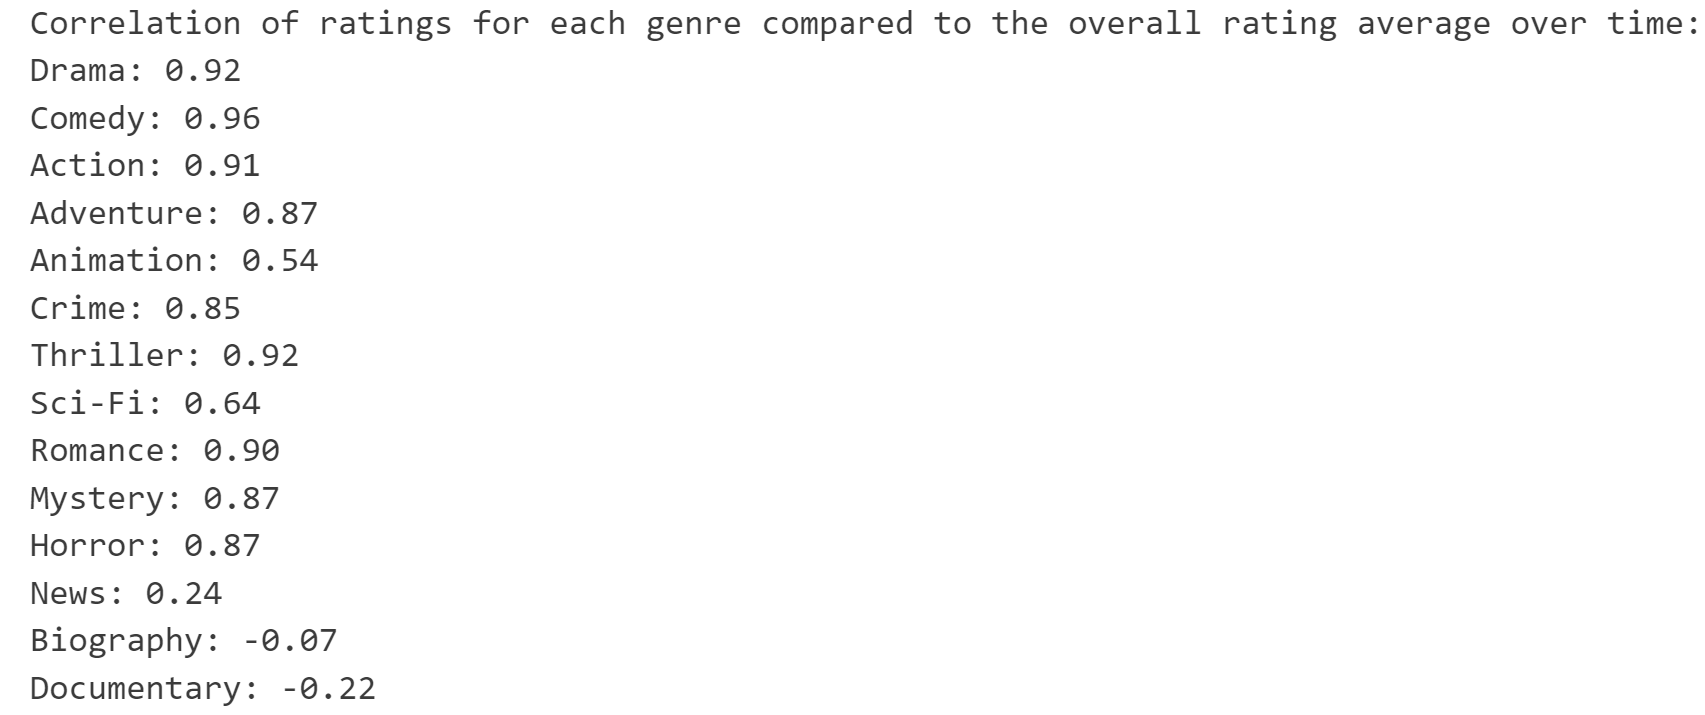 Correlation of ratings for each genre compared to the overall rating average over time:
Drama: 0.92
Comedy: 0.96
Action: 0.91
Adventure: 0.87
Animation: 0.54
Crime: 0.85
Thriller: 0.92
Sci-Fi: 0.64
Romance: 0.90
Mystery: 0.87
Horror: 0.87
News: 0.24
Biography: -0.07
Documentary: -0.22